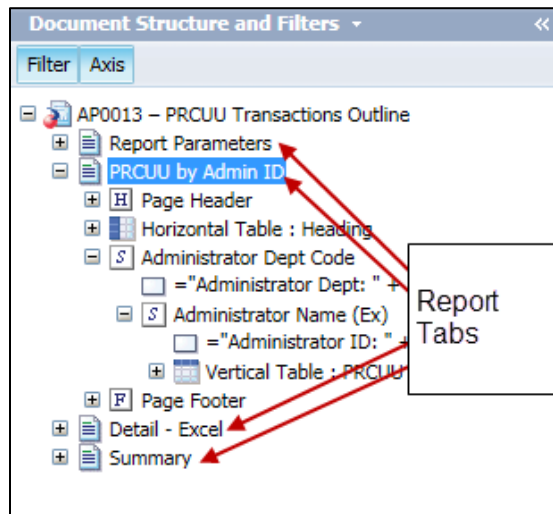 Document Structure and Filters
Filter Axis
AP0013 – PRCUU Transactions Outline
Report Parameters
PRCUU by Admin ID
H Page Header
Horizontal Table : Heading
S Administrator Dept Code
="Administrator Dept: " +
S Administrator Name (Ex)
="Administrator ID: " +
Vertical Table : PRCUU
F Page Footer
Detail - Excel
Summary
Report
Tabs